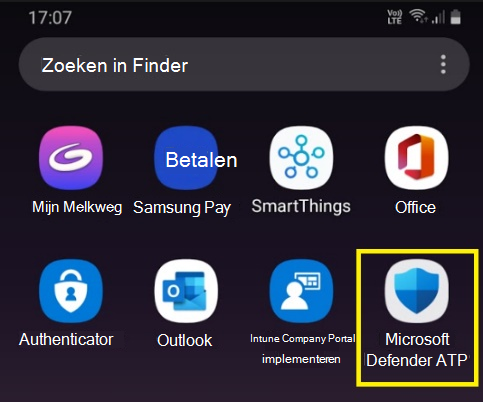 17:07
Vo)) LTE
Zoeken in Finder
Betalen
Mijn Melkweg Samsung Pay SmartThings Office
Authenticator Outlook Intune Company Portal Microsoft
implementeren Defender ATP